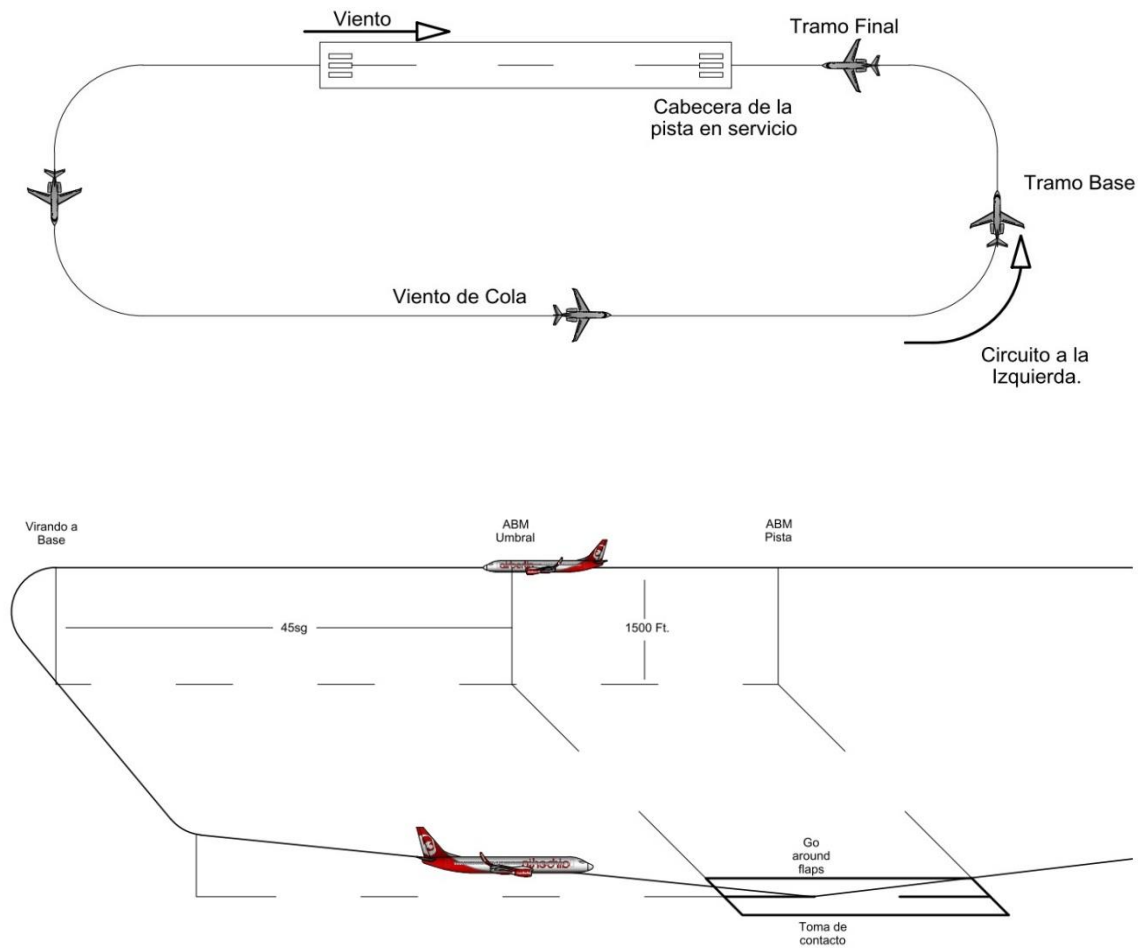 Viento
Tramo Final
Cabecera de la
pista en servicio
Tramo Base
Viento de Cola
Circuito a la
Izquierda.
Virando a
Base
ABM
Umbral
ABM
Pista
airberlin
45sg
1500 Ft.
Go
around
flaps
Toma de
contacto